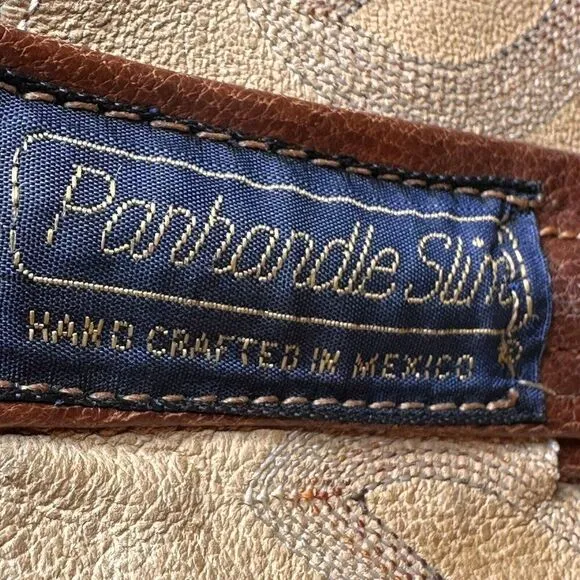 Panhandle Slim
HAND CRAFTED IN MEXICO